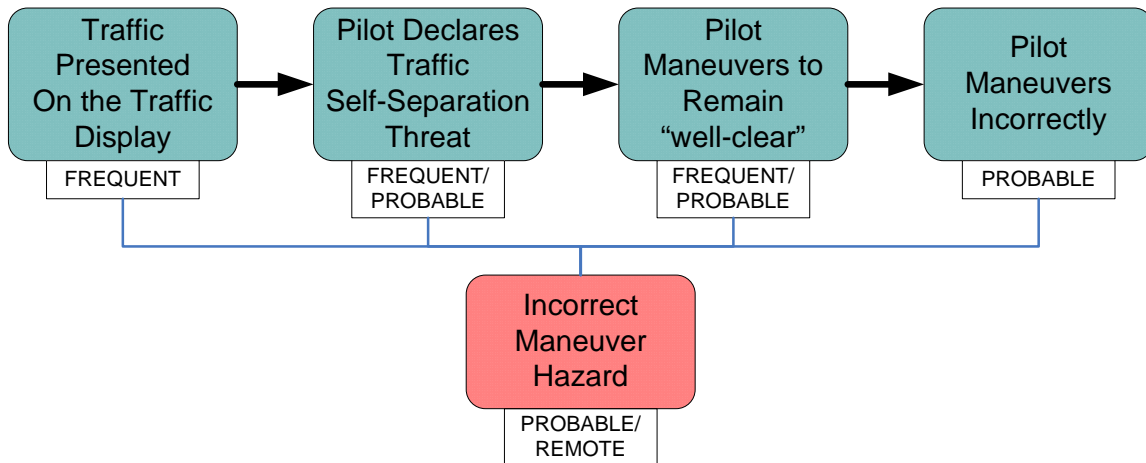 Traffic
Presented
On the Traffic
Display
FREQUENT
Pilot Declares
Traffic
Self-Separation
Threat
FREQUENT/
PROBABLE
Pilot
Maneuvers to
Remain
“well-clear”
FREQUENT/
PROBABLE
Pilot
Maneuvers
Incorrectly
PROBABLE
Incorrect
Maneuver
Hazard
PROBABLE/
REMOTE